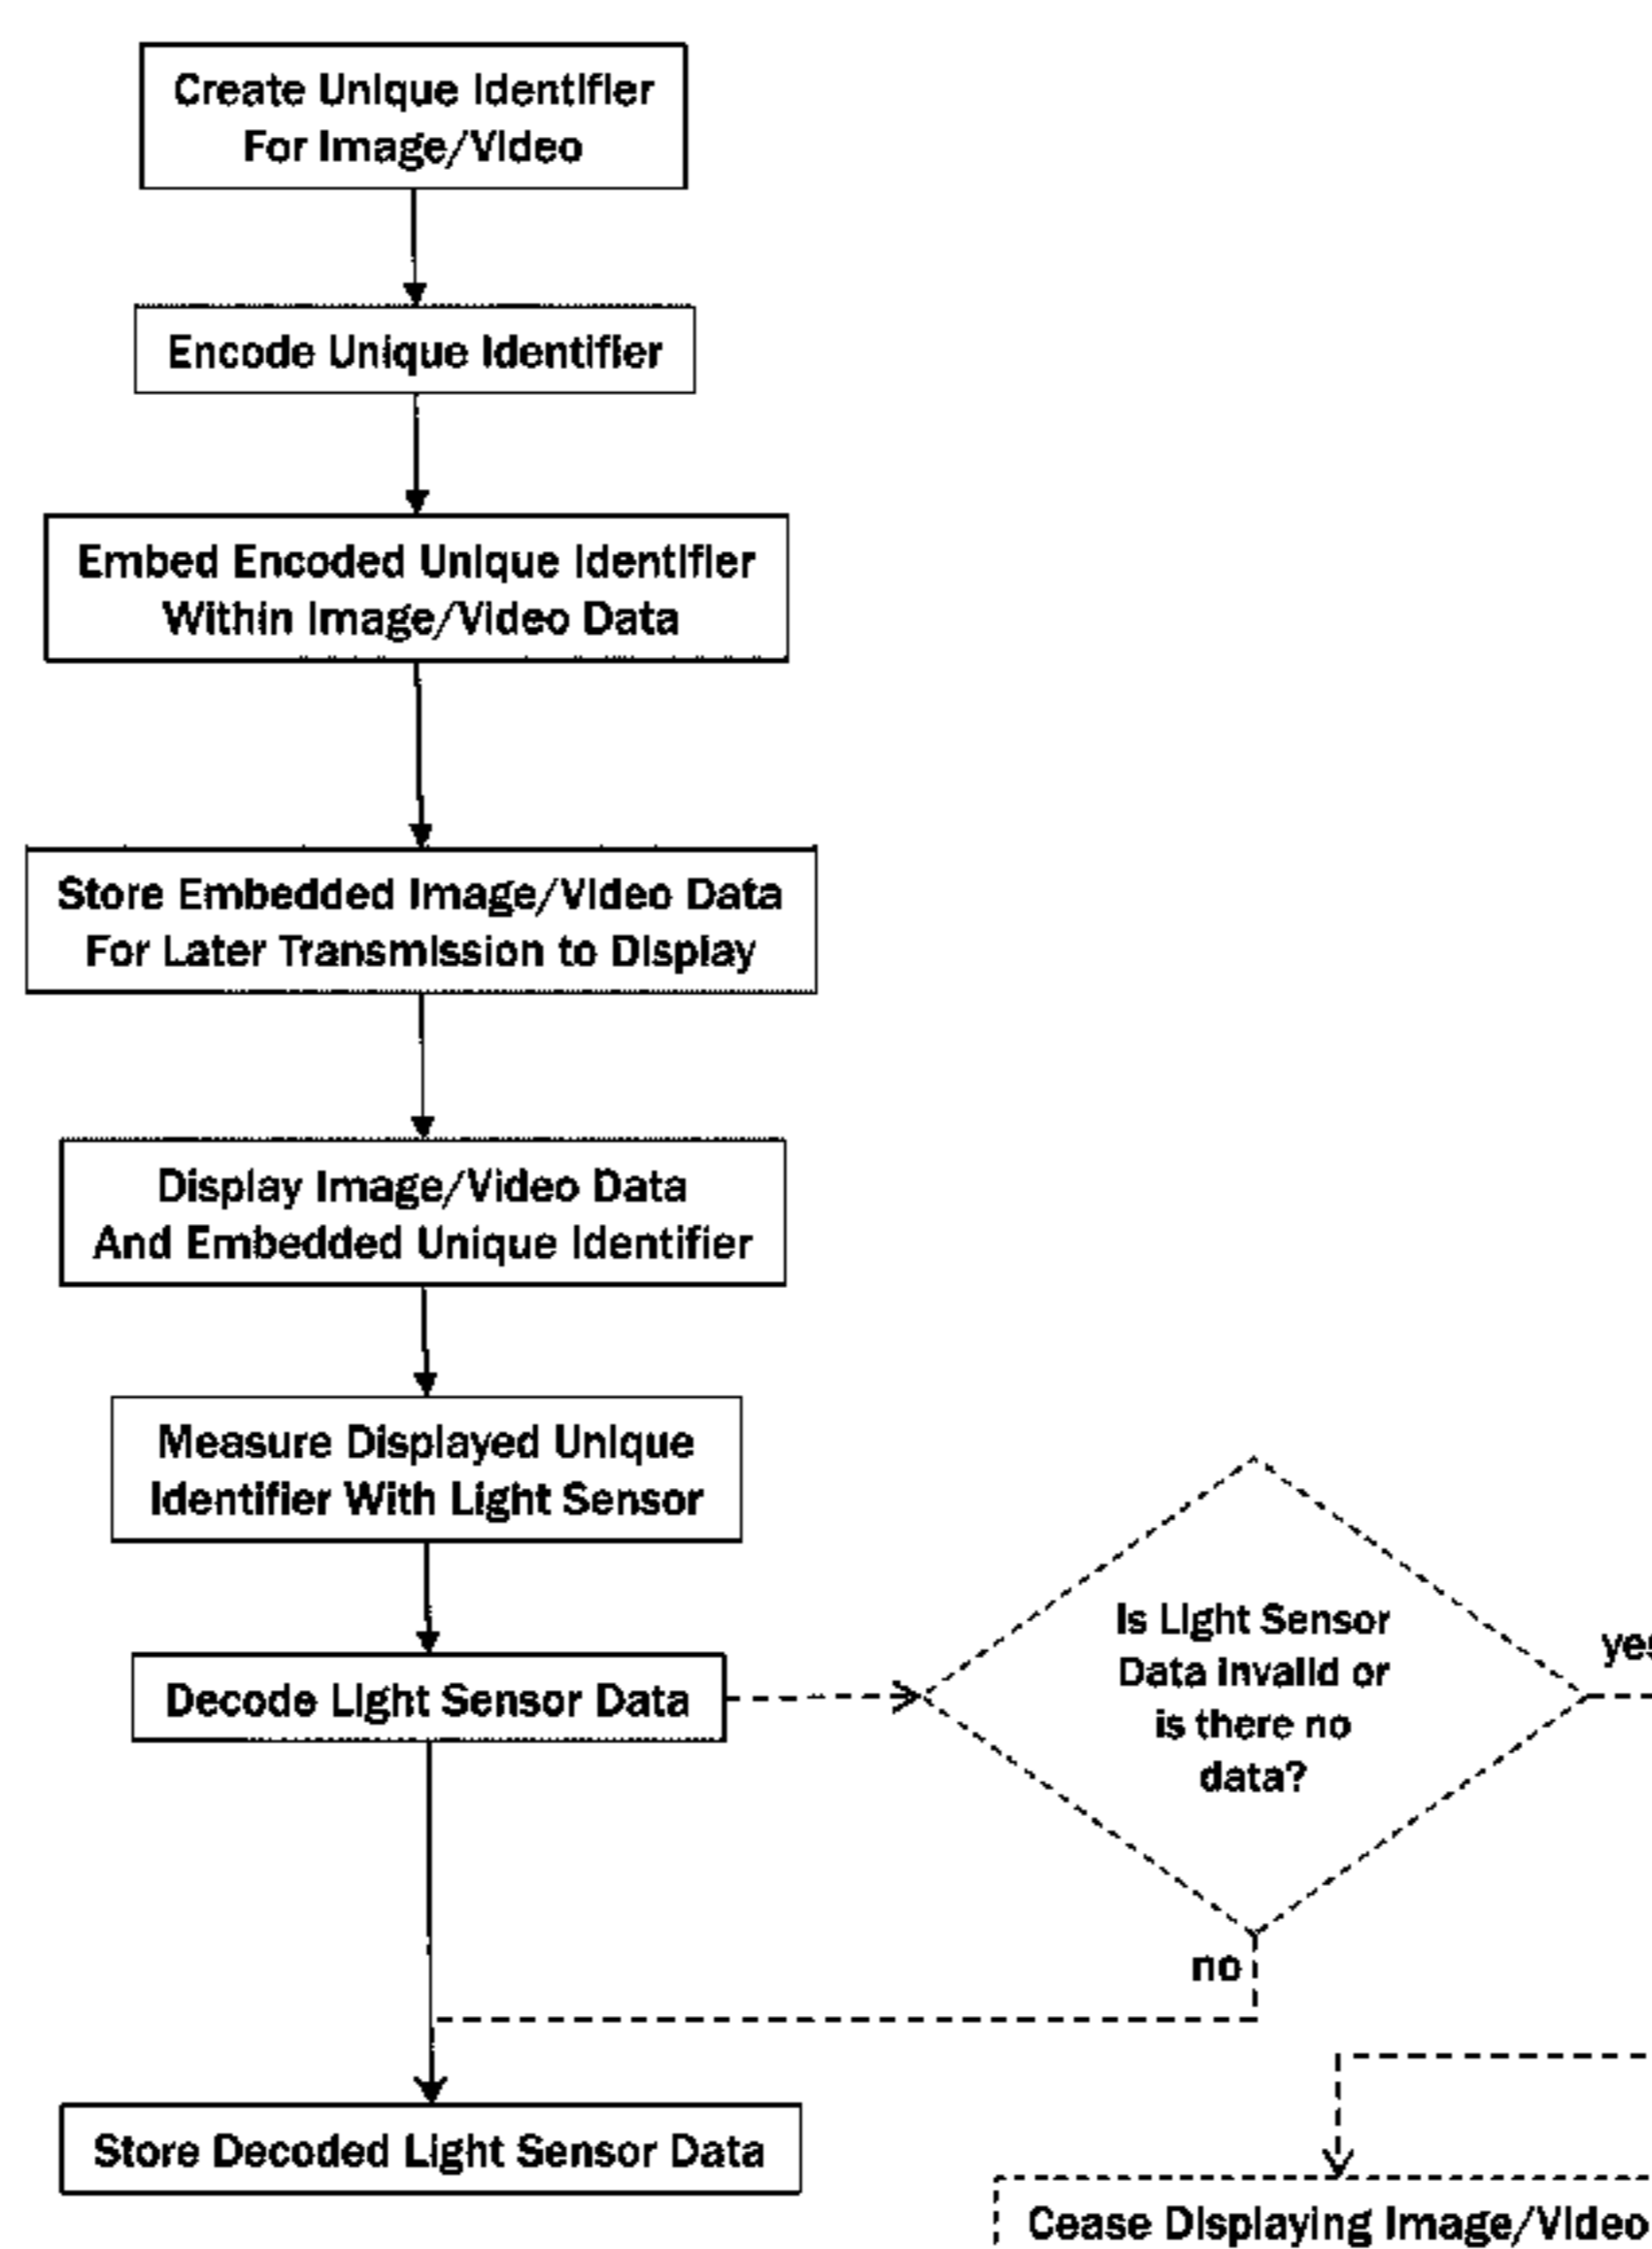 Create Unique Identifier
For Image/Video
Encode Unique Identifier
Embed Encoded Unique Identifier
Within Image/Video Data
Store Embedded Image/Video Data
For Later Transmission to Display
Display Image/Video Data
And Embedded Unique Identifier
Measure Displayed Unique
Identifier With Light Sensor
Decode Light Sensor Data
Is Light Sensor
Data invalid or
is there no
data?
yes
no
Store Decoded Light Sensor Data
Cease Displaying Image/Video